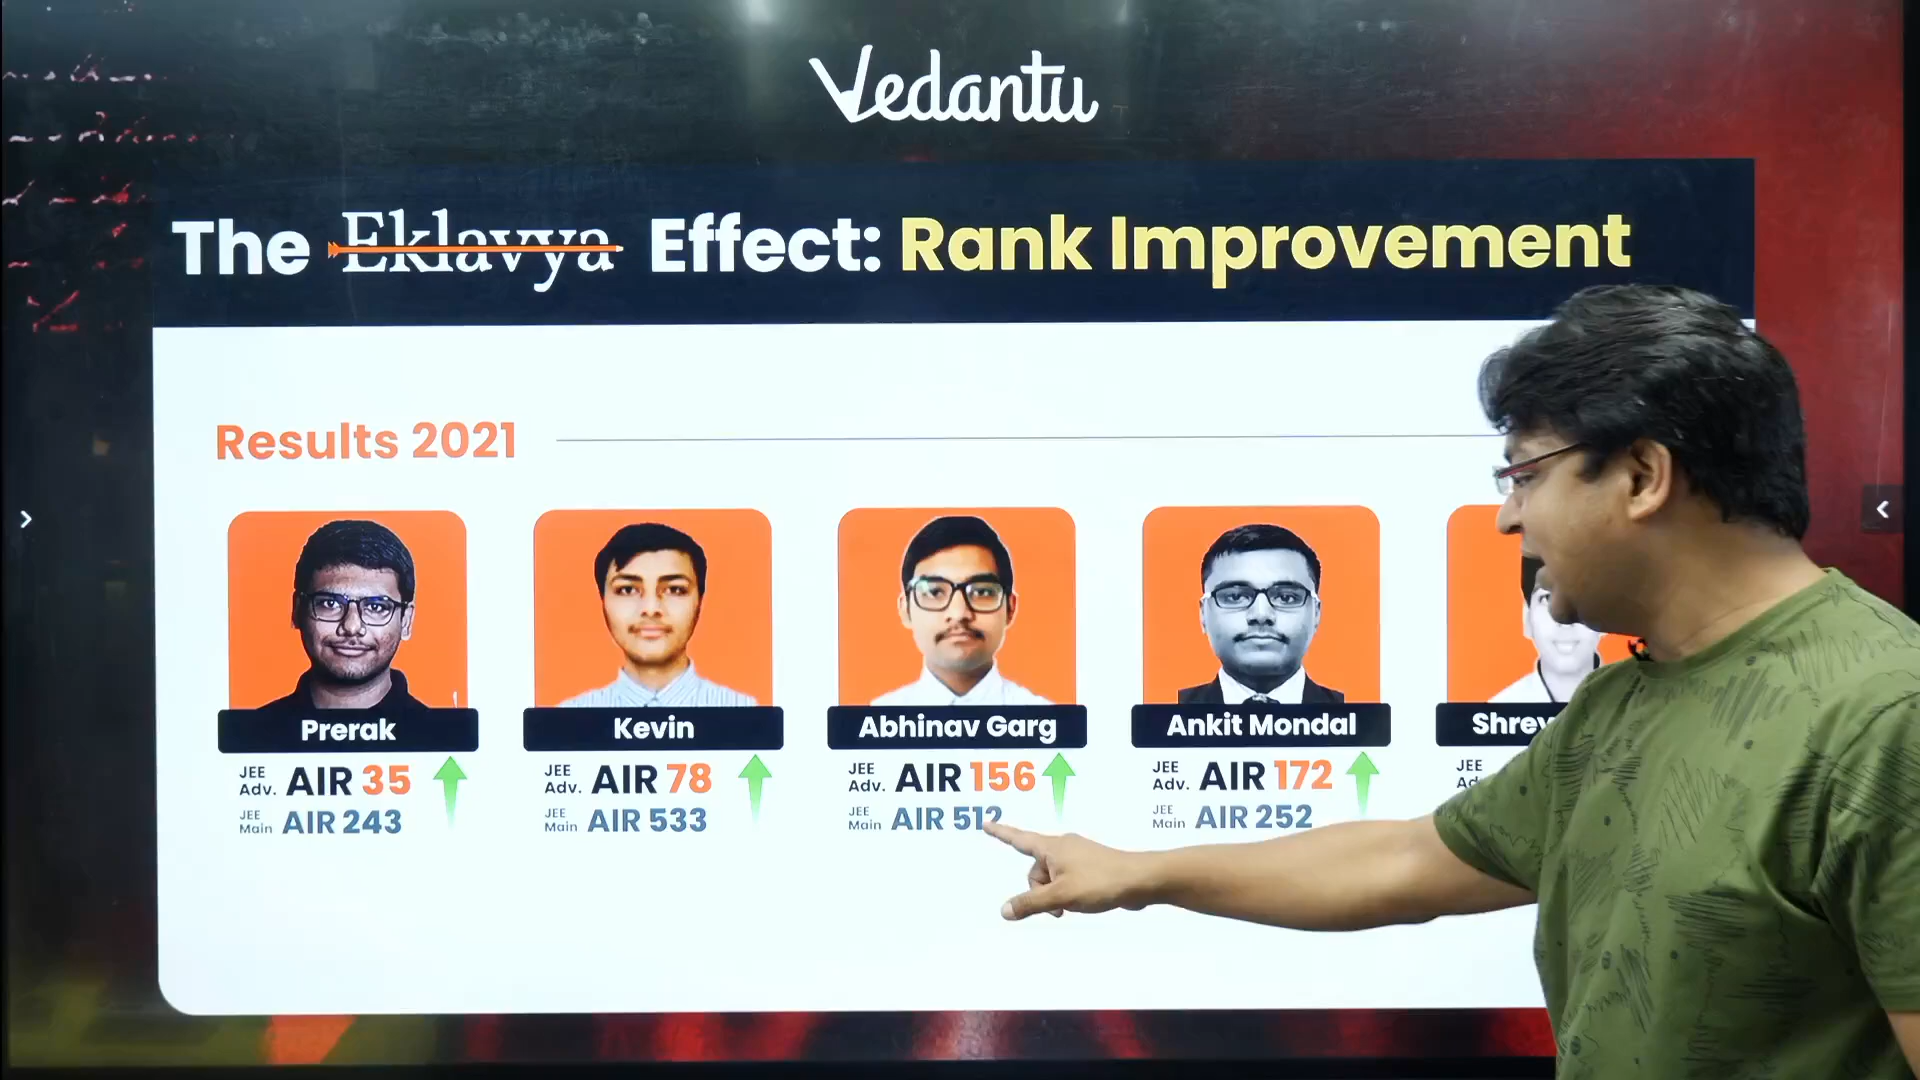 Vedantu
The Eklavya Effect: Rank Improvement
Results 2021
Prerak
JEE Adv. AIR 35
JEE Main AIR 243
Kevin
JEE Adv. AIR 78
JEE Main AIR 533
Abhinav Garg
JEE Adv. AIR 156
JEE Main AIR 512
Ankit Mondal
JEE Adv. AIR 172
JEE Main AIR 252
JEE